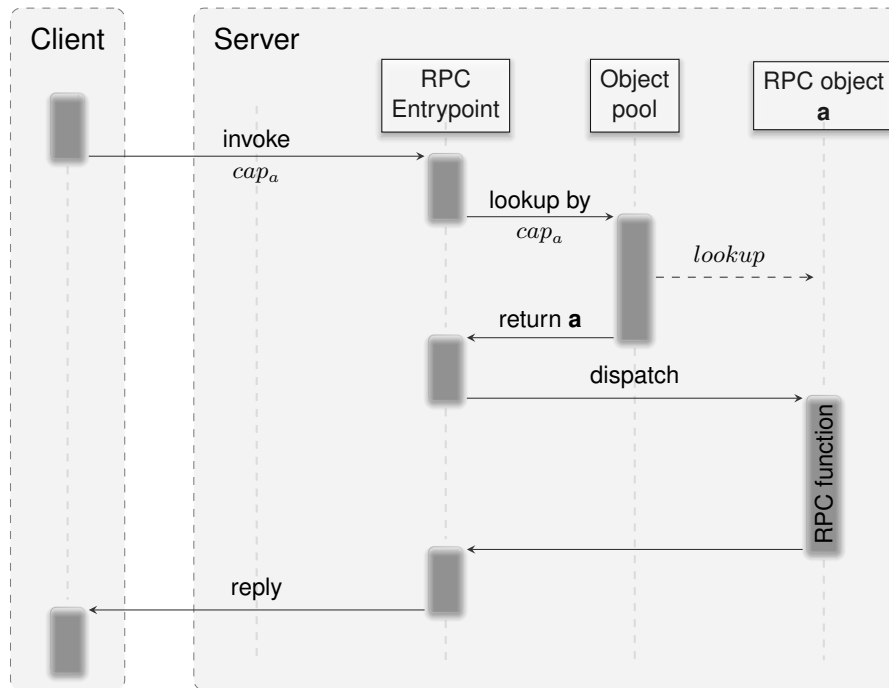 Client
Server
RPC
Entrypoint
Object
pool
RPC object
a
invoke
cap_a
lookup by
cap_a
lookup
return a
dispatch
RPC function
reply